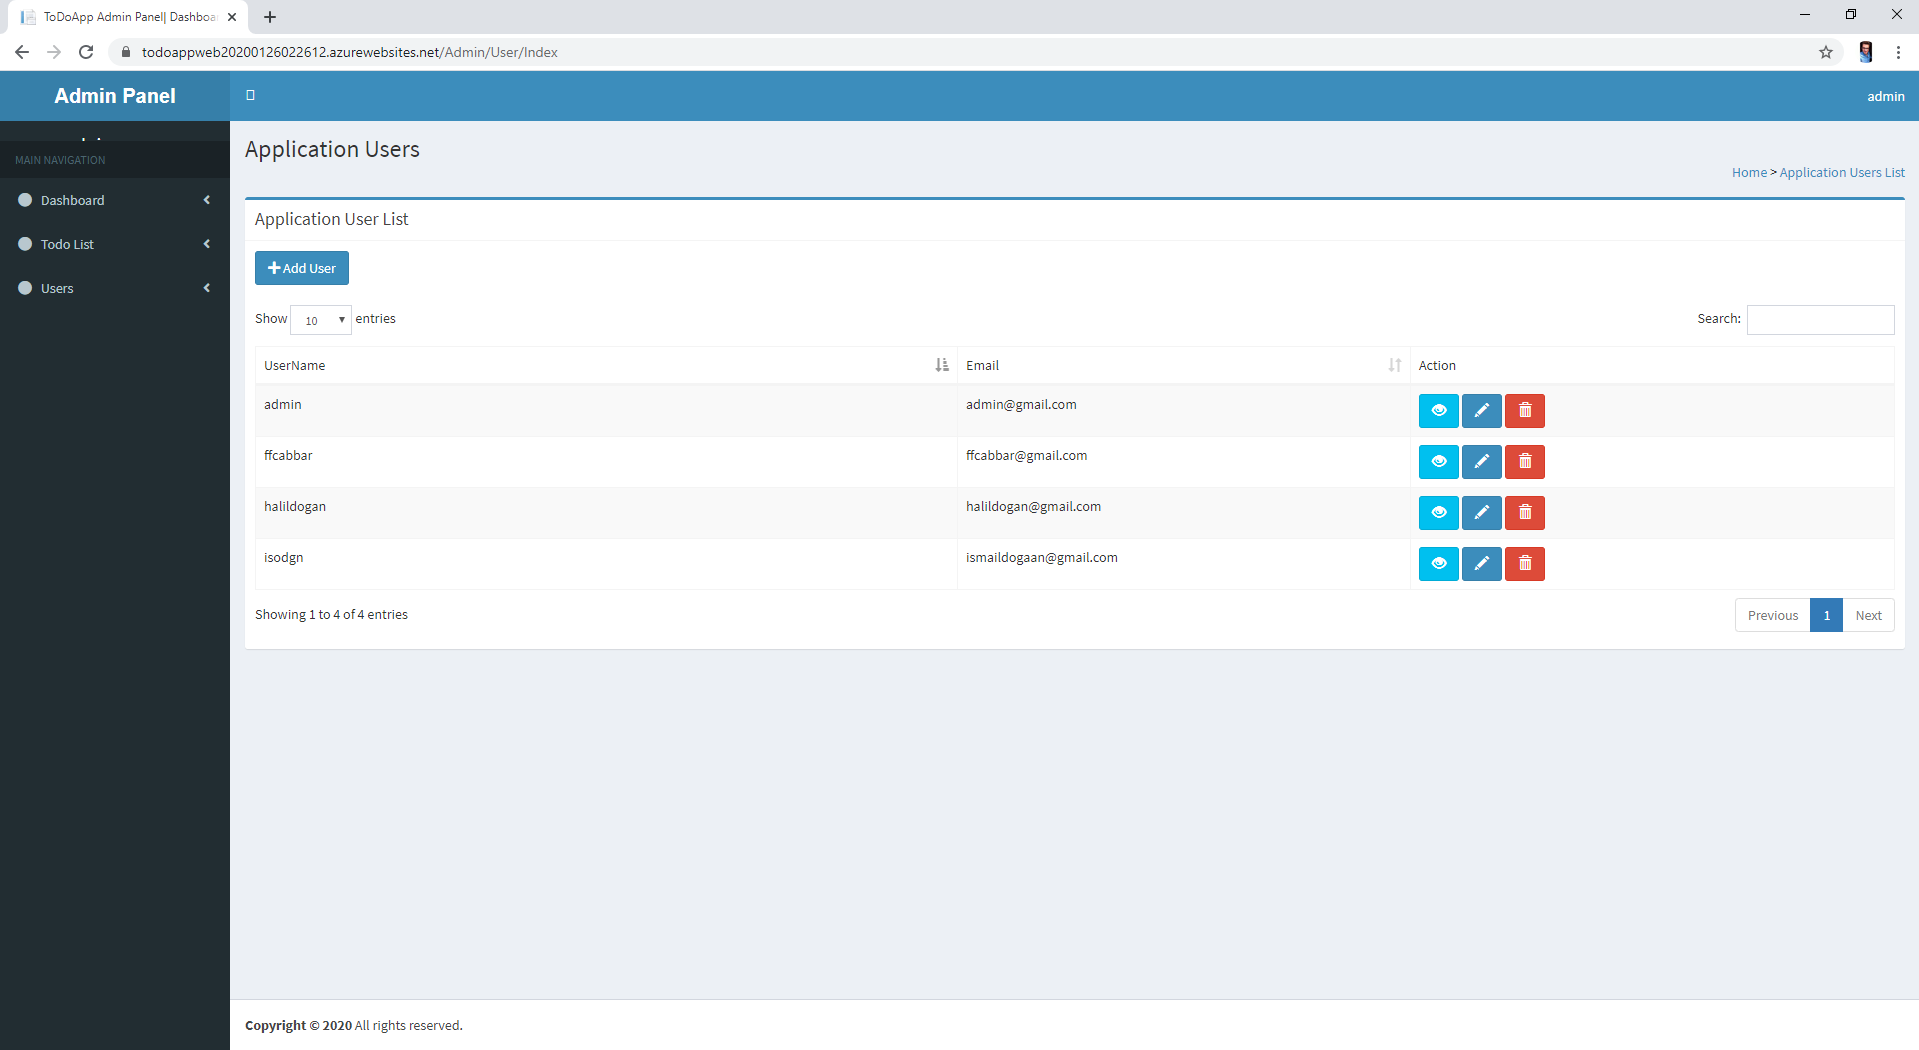 ToDoApp Admin Panel| Dashboa
todoappweb20200126022612.azurewebsites.net/Admin/User/Index
Admin Panel
admin
MAIN NAVIGATION
Dashboard
Todo List
Users
Application Users
Home > Application Users List
Application User List
Add User
Show 10 entries
Search:
UserName Email Action
admin admin@gmail.com
ffcabbar ffcabbar@gmail.com
halildogan halildogan@gmail.com
isodgn ismaildogaan@gmail.com
Showing 1 to 4 of 4 entries
Previous 1 Next
Copyright © 2020 All rights reserved.